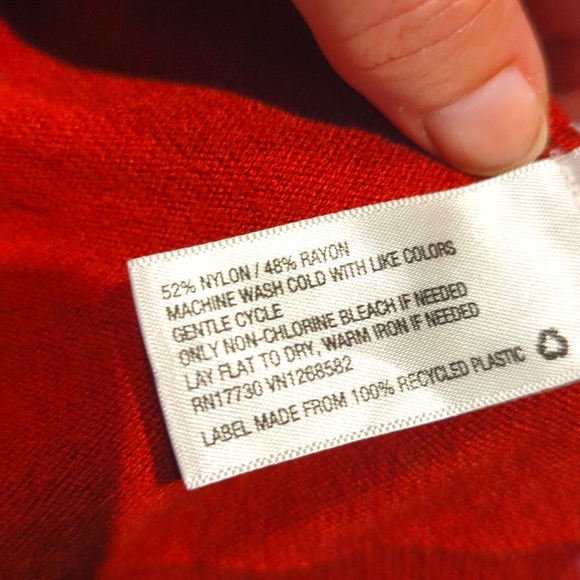 52% NYLON / 48% RAYON
MACHINE WASH COLD WITH LIKE COLORS
GENTLE CYCLE
ONLY NON-CHLORINE BLEACH IF NEEDED
LAY FLAT TO DRY, WARM IRON IF NEEDED
RN17730 VN1268582
LABEL MADE FROM 100% RECYCLED PLASTIC